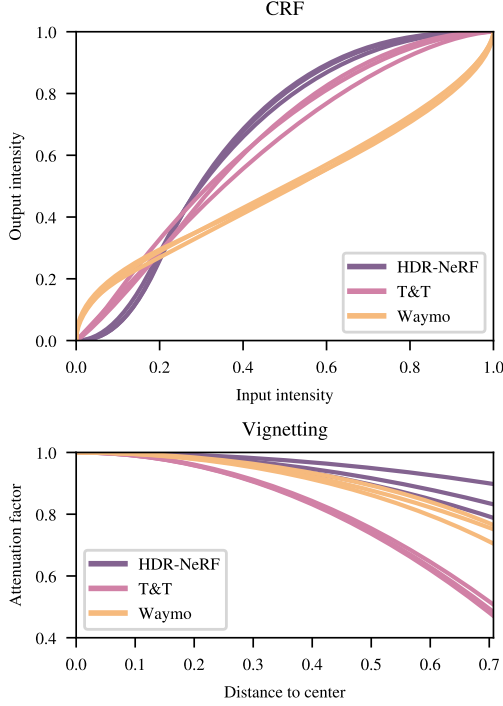 CRF
1.0
0.8
0.6
0.4
0.2
0.0
Output intensity
HDR-NeRF
T&T
Waymo
0.0 0.2 0.4 0.6 0.8 1.0
Input intensity
Vignetting
1.0
0.8
0.6
0.4
Attenuation factor
HDR-NeRF
T&T
Waymo
0.0 0.1 0.2 0.3 0.4 0.5 0.6 0.7
Distance to center